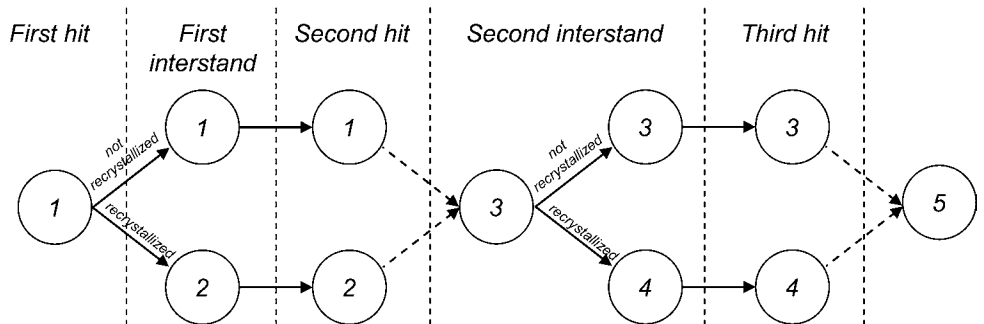 First hit
First
interstand
Second hit
Second interstand
Third hit
1
not
recrystallized
recrystallized
1
2
1
2
3
not
recrystallized
recrystallized
3
4
3
4
5